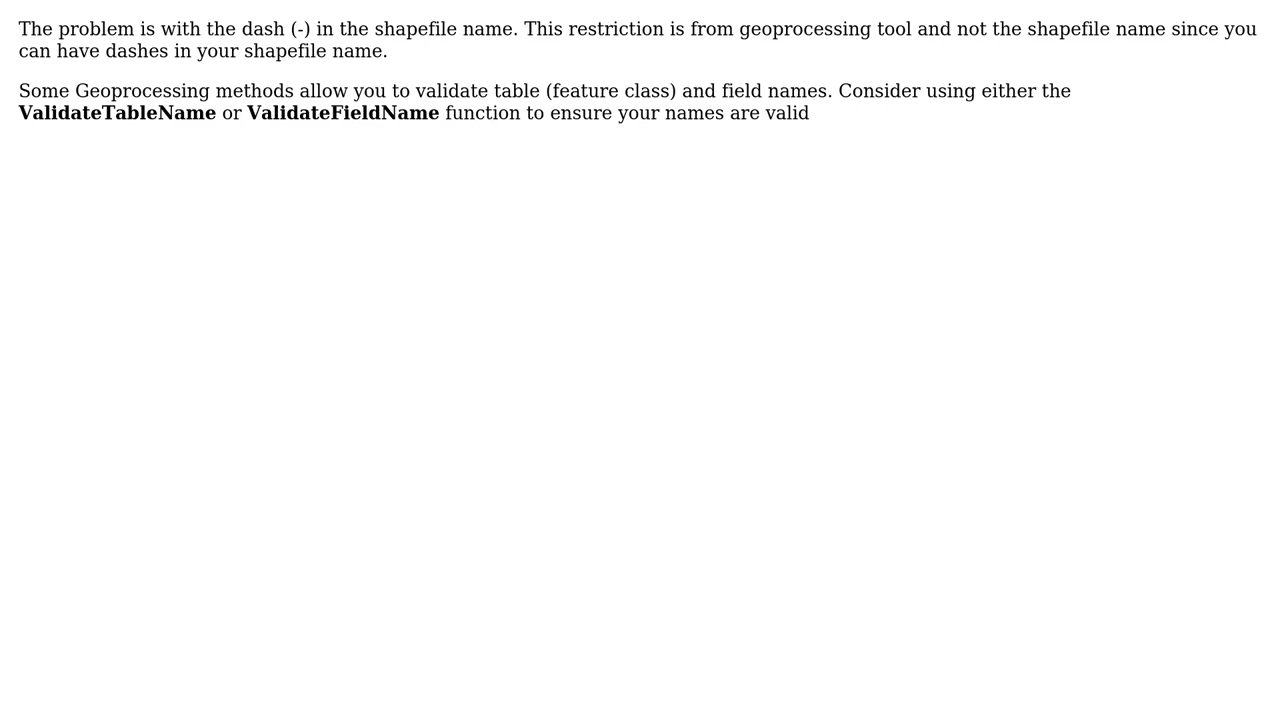 The problem is with the dash (-) in the shapefile name. This restriction is from geoprocessing tool and not the shapefile name since you
can have dashes in your shapefile name.
Some Geoprocessing methods allow you to validate table (feature class) and field names. Consider using either the
ValidateTableName or ValidateFieldName function to ensure your names are valid